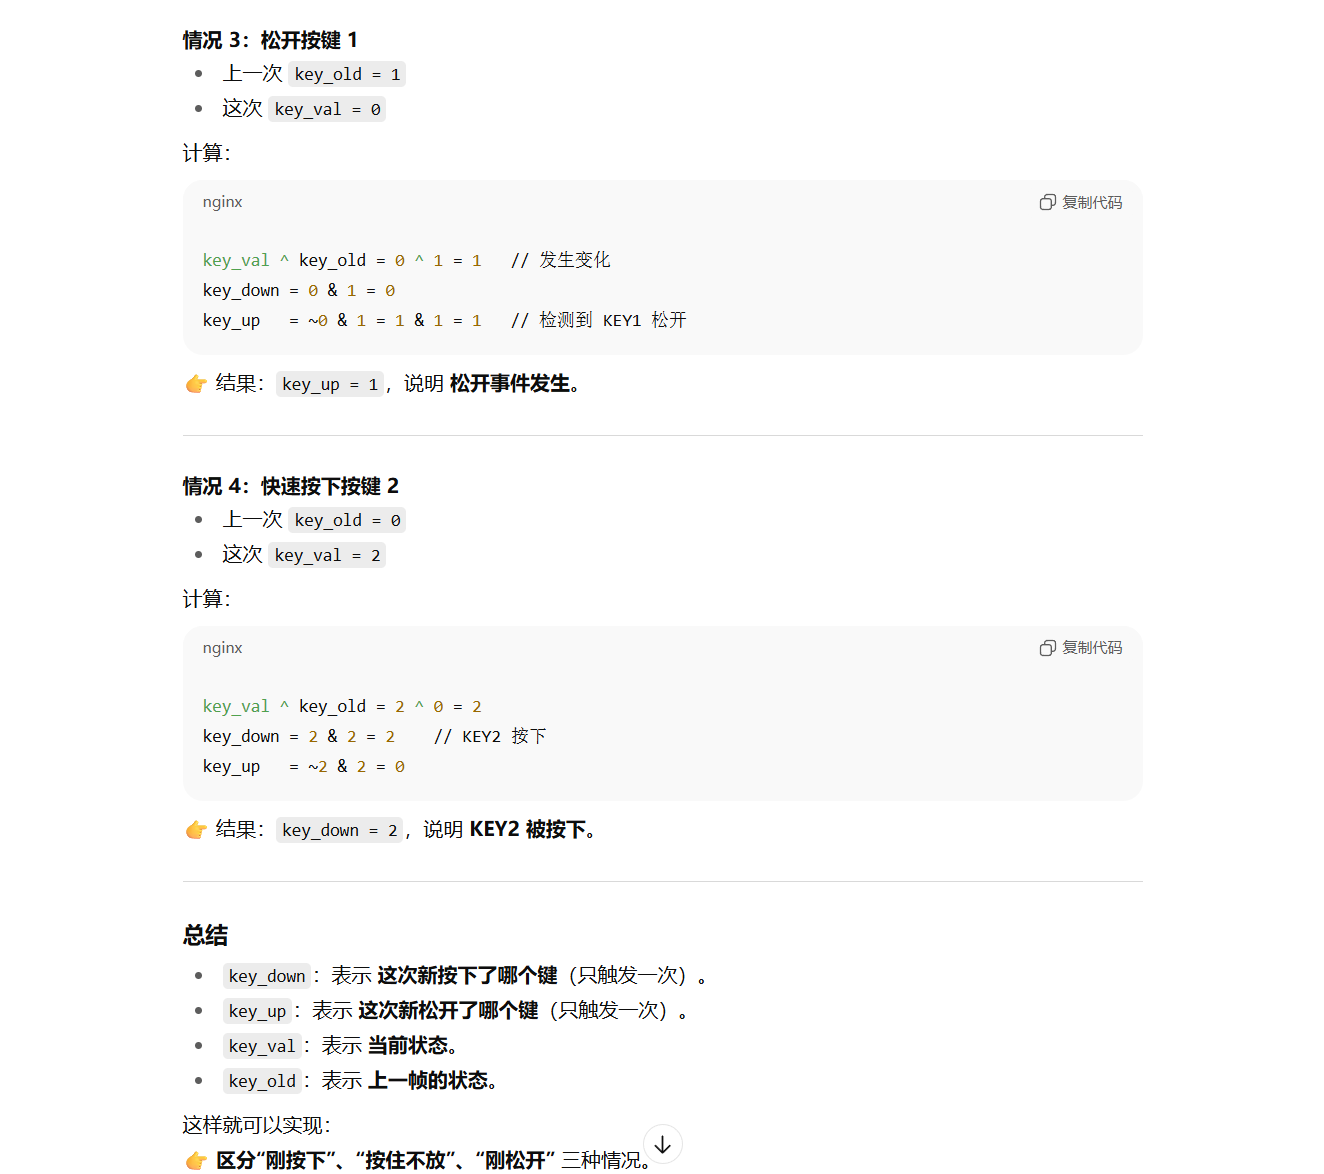 情况 3：松开按键 1
上一次 key_old = 1
这次 key_val = 0
计算：
nginx
复制代码
key_val ^ key_old = 0 ^ 1 = 1   // 发生变化
key_down = 0 & 1 = 0
key_up   = ~0 & 1 = 1 & 1 = 1   // 检测到 KEY1 松开
👉 结果：key_up = 1，说明 松开事件发生。
情况 4：快速按下按键 2
上一次 key_old = 0
这次 key_val = 2
计算：
nginx
复制代码
key_val ^ key_old = 2 ^ 0 = 2
key_down = 2 & 2 = 2    // KEY2 按下
key_up   = ~2 & 2 = 0
👉 结果：key_down = 2，说明 KEY2 被按下。
总结
key_down：表示 这次新按下了哪个键（只触发一次）。
key_up：表示 这次新松开了哪个键（只触发一次）。
key_val：表示 当前状态。
key_old：表示 上一帧的状态。
这样就可以实现：
👉 区分“刚按下”、“按住不放”、“刚松开” 三种情况。